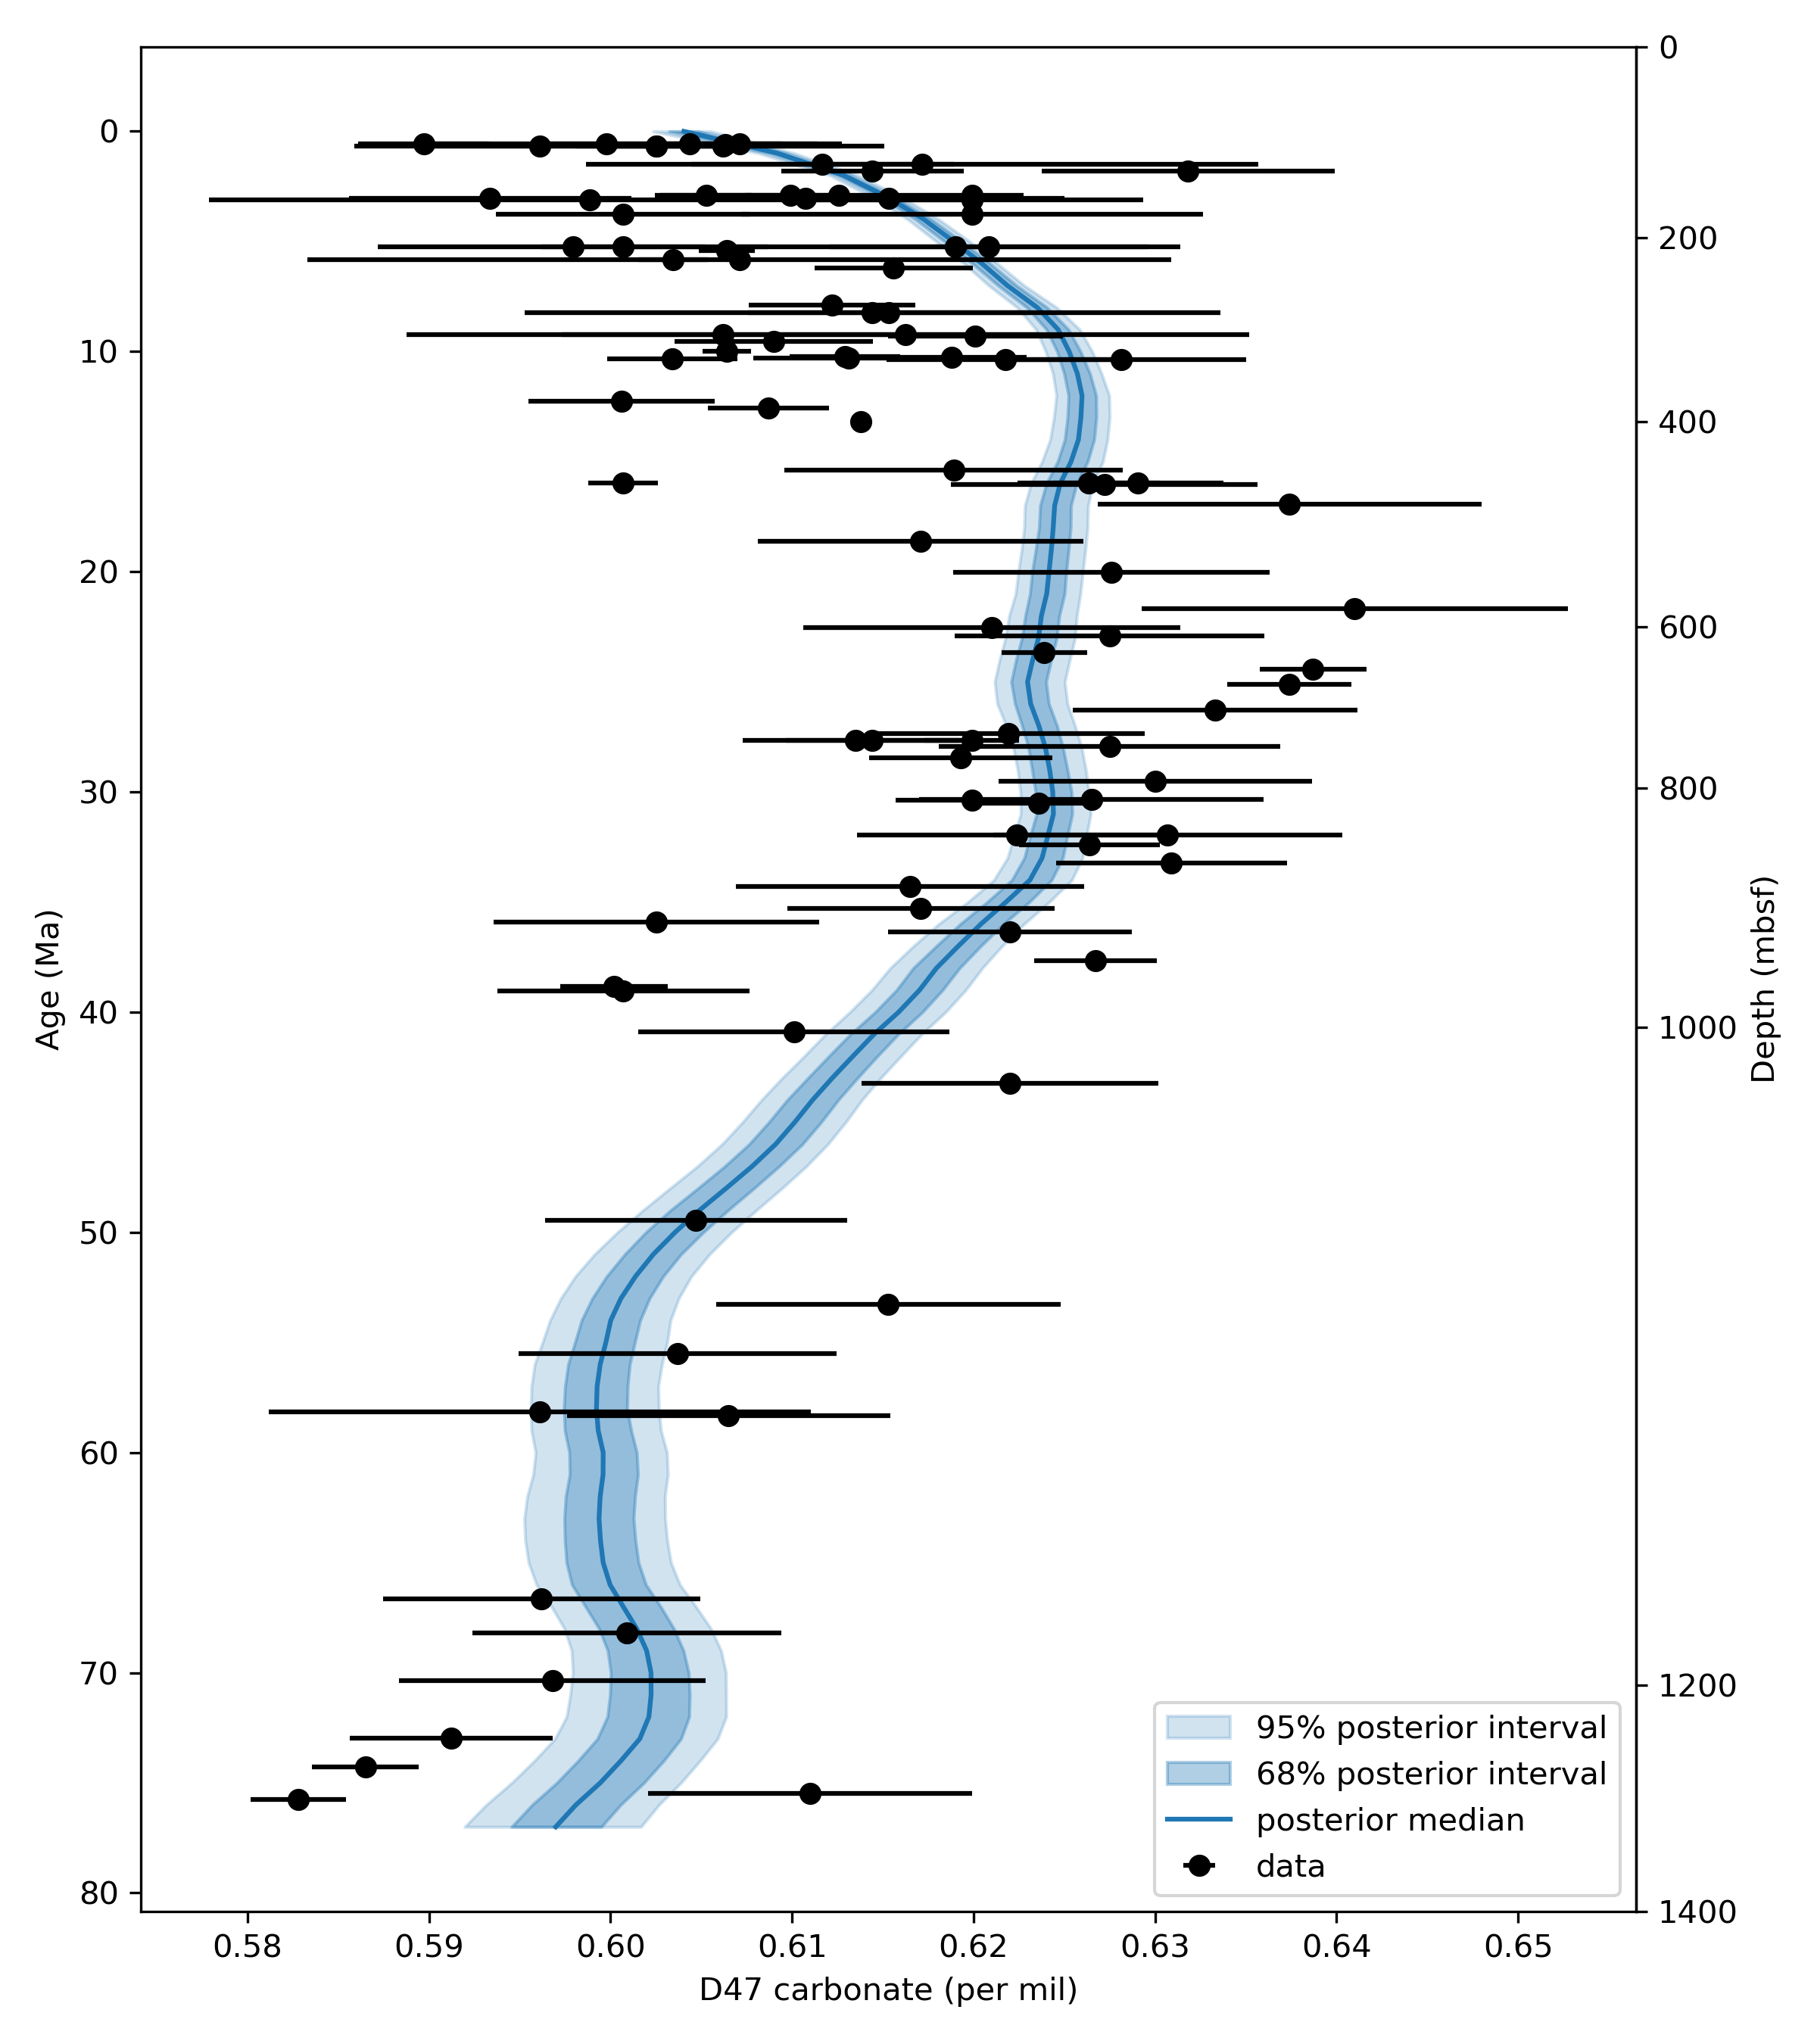 Age (Ma)
0
10
20
30
40
50
60
70
80
0
200
400
600
800
1000
1200
1400
Depth (mbsf)
95% posterior interval
68% posterior interval
posterior median
data
0.58 0.59 0.60 0.61 0.62 0.63 0.64 0.65
D47 carbonate (per mil)